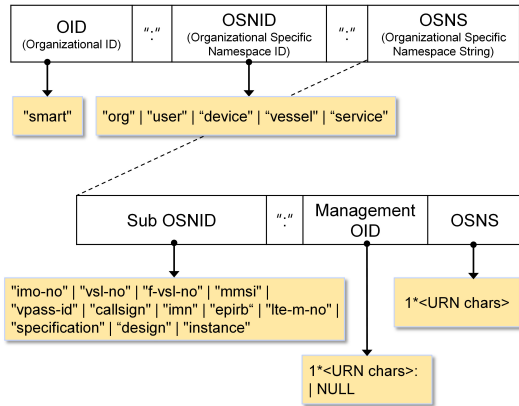 OID
(Organizational ID)
":"
OSNID
(Organizational Specific
Namespace ID)
":"
OSNS
(Organizational Specific
Namespace String)
"smart"
"org" | "user" | “device” | “vessel” | “service”
Sub OSNID
":"
Management
OID
OSNS
"imo-no" | "vsl-no" | "f-vsl-no" | "mmsi" |
"vpass-id" | "callsign" | "imn" | "epirb“ | "lte-m-no" |
"specification" | “design" | "instance"
1*<URN chars>
1*<URN chars>:
| NULL